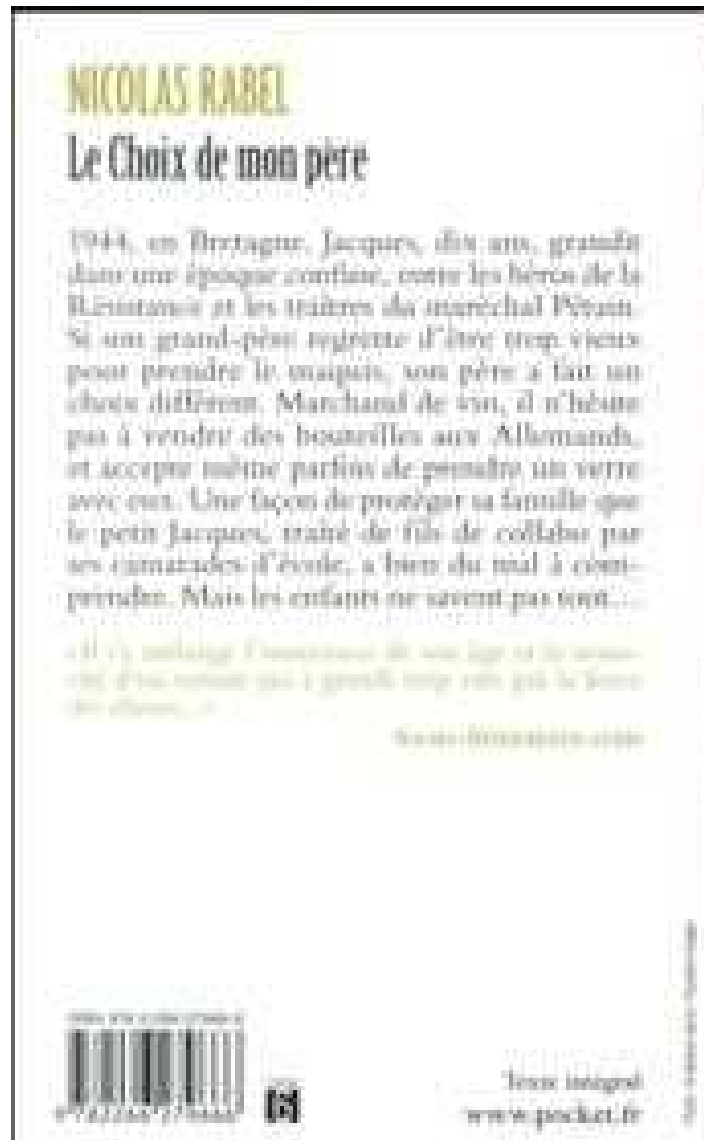 NICOLAS RABEL
Le Choix de mon père
1944, en Bretagne. Jacques, dix ans, grandit
dans une époque confuse, entre les héros de la
Résistance et les traîtres du maréchal Pétain.
Si son grand-père regrette d'être trop vieux
pour prendre le maquis, son père a fait un
choix différent. Marchand de vin, il n'hésite
pas à vendre des bouteilles aux Allemands,
et accepte même parfois de prendre un verre
avec eux. Une façon de protéger sa famille que
le petit Jacques, traité de fils de collabo par
ses camarades d'école, a bien du mal à com-
prendre. Mais les enfants ne savent pas tout...
Texte intégral
www.pocket.fr